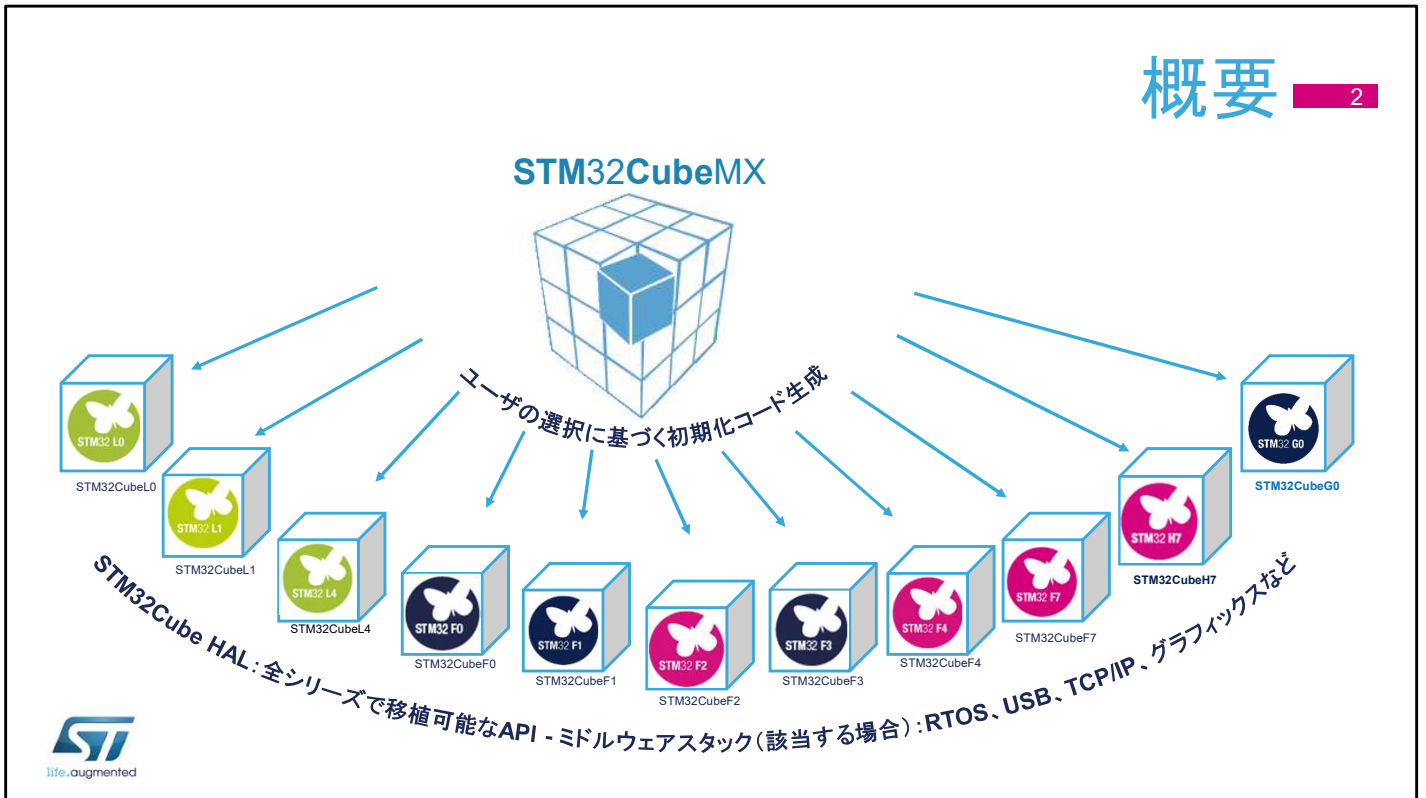 概要
2
STM32CubeMX
ユーザの選択に基づく初期化コード生成
STM32 L0
STM32CubeL0
STM32 L1
STM32CubeL1
STM32 L4
STM32CubeL4
STM32 F0
STM32CubeF0
STM32 F1
STM32CubeF1
STM32 F2
STM32CubeF2
STM32 F3
STM32CubeF3
STM32 F4
STM32CubeF4
STM32 F7
STM32CubeF7
STM32 H7
STM32CubeH7
STM32 G0
STM32CubeG0
STM32Cube HAL:全シリーズで移植可能なAPI - ミドルウェアスタック(該当する場合):RTOS、USB、TCP/IP、グラフィックスなど
ST
life.augmented